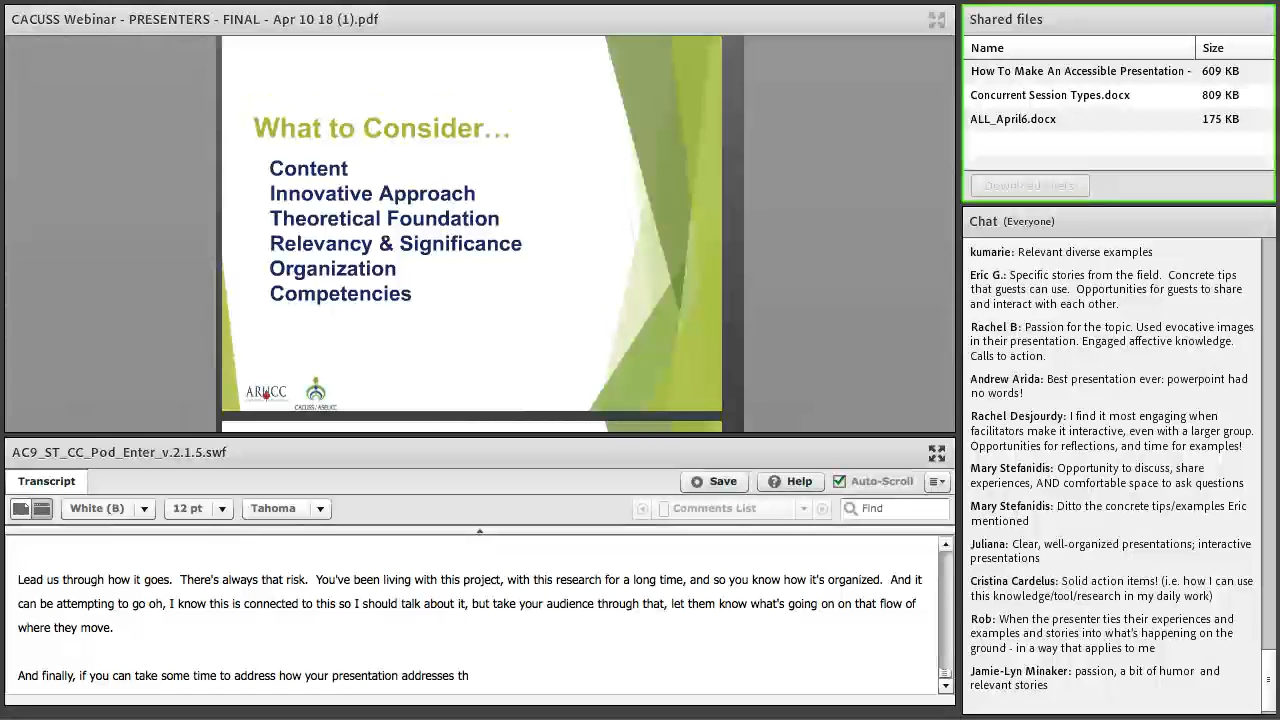 CACUSS Webinar - PRESENTERS - FINAL - Apr 10 18 (1).pdf
What to Consider...
Content
Innovative Approach
Theoretical Foundation
Relevancy & Significance
Organization
Competencies
ARUCC
CACUSS / ASEUCC
AC9_ST_CC_Pod_Enter_v.2.1.5.swf
Transcript
Save
Help
Auto-Scroll
White (B)
12 pt
Tahoma
Comments List
Find
Lead us through how it goes. There's always that risk. You've been living with this project, with this research for a long time, and so you know how it's organized. And it
can be attempting to go oh, I know this is connected to this so I should talk about it, but take your audience through that, let them know what's going on on that flow of
where they move.
And finally, if you can take some time to address how your presentation addresses th
Shared files
Name Size
How To Make An Accessible Presentation - 609 KB
Concurrent Session Types.docx 809 KB
ALL_April6.docx 175 KB
Chat (Everyone)
kumarie: Relevant diverse examples
Eric G.: Specific stories from the field. Concrete tips
that guests can use. Opportunities for guests to share
and interact with each other.
Rachel B: Passion for the topic. Used evocative images
in their presentation. Engaged affective knowledge.
Calls to action.
Andrew Arida: Best presentation ever: powerpoint had
no words!
Rachel Desjourdy: I find it most engaging when
facilitators make it interactive, even with a larger group.
Opportunities for reflections, and time for examples!
Mary Stefanidis: Opportunity to discuss, share
experiences, AND comfortable space to ask questions
Mary Stefanidis: Ditto the concrete tips/examples Eric
mentioned
Juliana: Clear, well-organized presentations; interactive
presentations
Cristina Cardelus: Solid action items! (i.e. how I can use
this knowledge/tool/research in my daily work)
Rob: When the presenter ties their experiences and
examples and stories into what's happening on the
ground - in a way that applies to me
Jamie-Lyn Minaker: passion, a bit of humor and
relevant stories